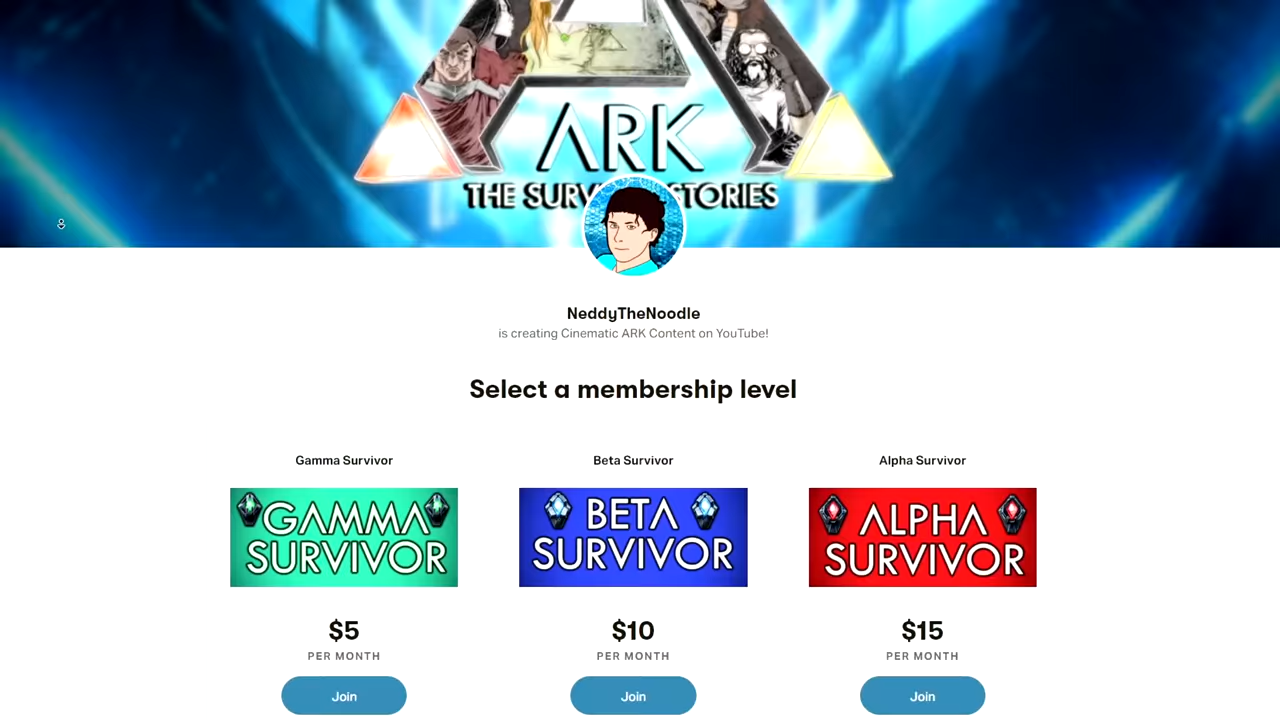 ARK
THE SURV STORIES
NeddyTheNoodle
is creating Cinematic ARK Content on YouTube!
Select a membership level
Gamma Survivor
Beta Survivor
Alpha Survivor
GAMMA
SURVIVOR
BETA
SURVIVOR
ALPHA
SURVIVOR
$5
$10
$15
PER MONTH
PER MONTH
PER MONTH
Join
Join
Join